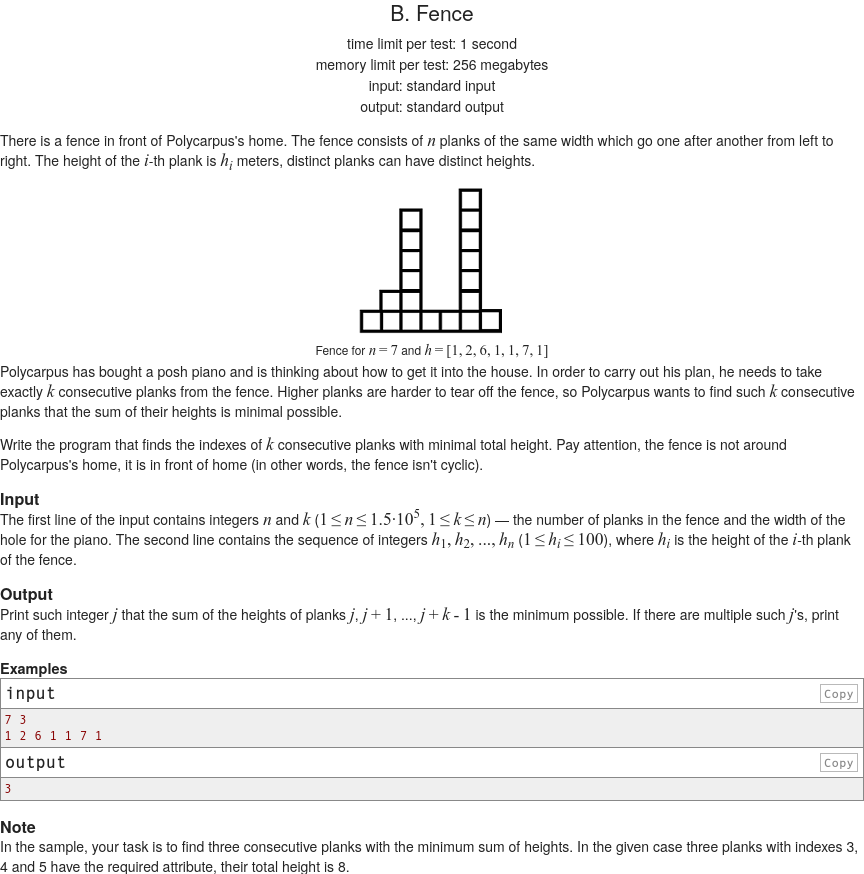 B. Fence
time limit per test: 1 second
memory limit per test: 256 megabytes
input: standard input
output: standard output
There is a fence in front of Polycarpus's home. The fence consists of n planks of the same width which go one after another from left to
right. The height of the i-th plank is hᵢ meters, distinct planks can have distinct heights.
Fence for n = 7 and h = [1, 2, 6, 1, 1, 7, 1]
Polycarpus has bought a posh piano and is thinking about how to get it into the house. In order to carry out his plan, he needs to take
exactly k consecutive planks from the fence. Higher planks are harder to tear off the fence, so Polycarpus wants to find such k consecutive
planks that the sum of their heights is minimal possible.
Write the program that finds the indexes of k consecutive planks with minimal total height. Pay attention, the fence is not around
Polycarpus's home, it is in front of home (in other words, the fence isn't cyclic).
Input
The first line of the input contains integers n and k (1 ≤ n ≤ 1.5·10⁵, 1 ≤ k ≤ n) — the number of planks in the fence and the width of the
hole for the piano. The second line contains the sequence of integers h₁, h₂, ..., hₙ (1 ≤ hᵢ ≤ 100), where hᵢ is the height of the i-th plank
of the fence.
Output
Print such integer j that the sum of the heights of planks j, j + 1, ..., j + k - 1 is the minimum possible. If there are multiple such j's, print
any of them.
Examples
input Copy
7 3
1 2 6 1 1 7 1
output Copy
3
Note
In the sample, your task is to find three consecutive planks with the minimum sum of heights. In the given case three planks with indexes 3,
4 and 5 have the required attribute, their total height is 8.